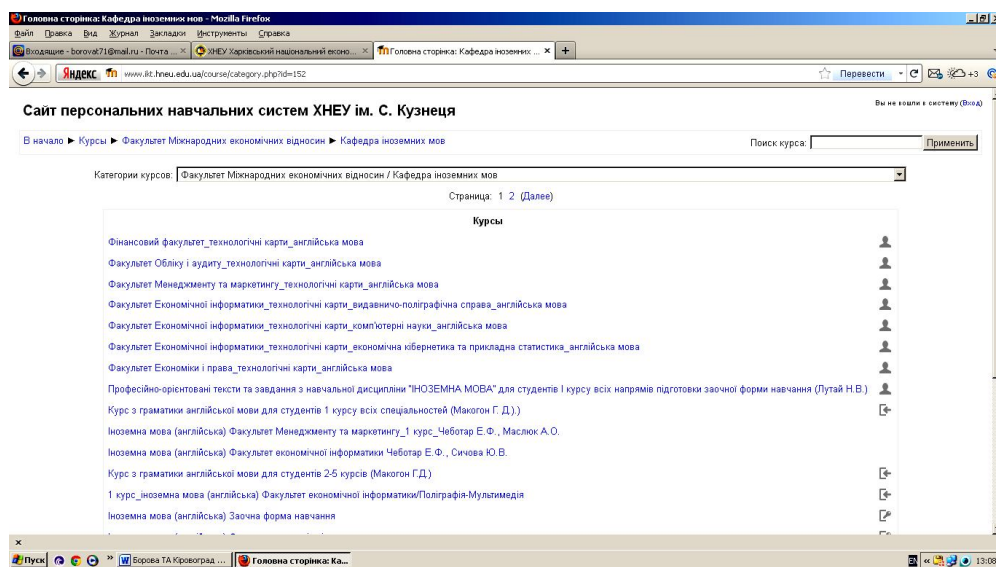 Головна сторінка: Кафедра іноземних мов - Mozilla Firefox
Файл Правка Вид Журнал Закладки Инструменты Справка
Входящие - borovat71@mail.ru - Почта ... × ХНЕУ Харківський національний еконо... × Головна сторінка: Кафедра іноземних ... × +
Яндекс www.ikt.hneu.edu.ua/course/category.php?id=152 Перевести +3
Сайт персональних навчальних систем ХНЕУ ім. С. Кузнеця
Вы не вошли в систему (Вход)
В начало ► Курсы ► Факультет Міжнародних економічних відносин ► Кафедра іноземних мов
Поиск курса: Применить
Категории курсов: Факультет Міжнародних економічних відносин / Кафедра іноземних мов
Страница: 1 2 (Далее)
Курсы
Фінансовий факультет_технологічні карти_англійська мова
Факультет Обліку і аудиту_технологічні карти_англійська мова
Факультет Менеджменту та маркетингу_технологічні карти_англійська мова
Факультет Економічної інформатики_технологічні карти_видавничо-поліграфічна справа_англійська мова
Факультет Економічної інформатики_технологічні карти_комп'ютерні науки_англійська мова
Факультет Економічної інформатики_технологічні карти_економічна кібернетика та прикладна статистика_англійська мова
Факультет Економіки і права_технологічні карти_англійська мова
Професійно-орієнтовані тексти та завдання з навчальної дисципліни "ІНОЗЕМНА МОВА" для студентів І курсу всіх напрямів підготовки заочної форми навчання (Лутай Н.В.)
Курс з граматики англійської мови для студентів 1 курсу всіх спеціальностей (Макогон Г. Д.).)
Іноземна мова (англійська) Факультет Менеджменту та маркетингу_1 курс_Чеботар Е.Ф., Маслюк А.О.
Іноземна мова (англійська) Факультет економічної інформатики Чеботар Е.Ф., Сичова Ю.В.
Курс з граматики англійської мови для студентів 2-5 курсів (Макогон Г.Д.)
1 курс_іноземна мова (англійська) Факультет економічної інформатики/Поліграфія-Мультимедія
Іноземна мова (англійська) Заочна форма навчання
×
Пуск » Борова ТА Кіровоград ... Головна сторінка: Ка... EN « 13:08